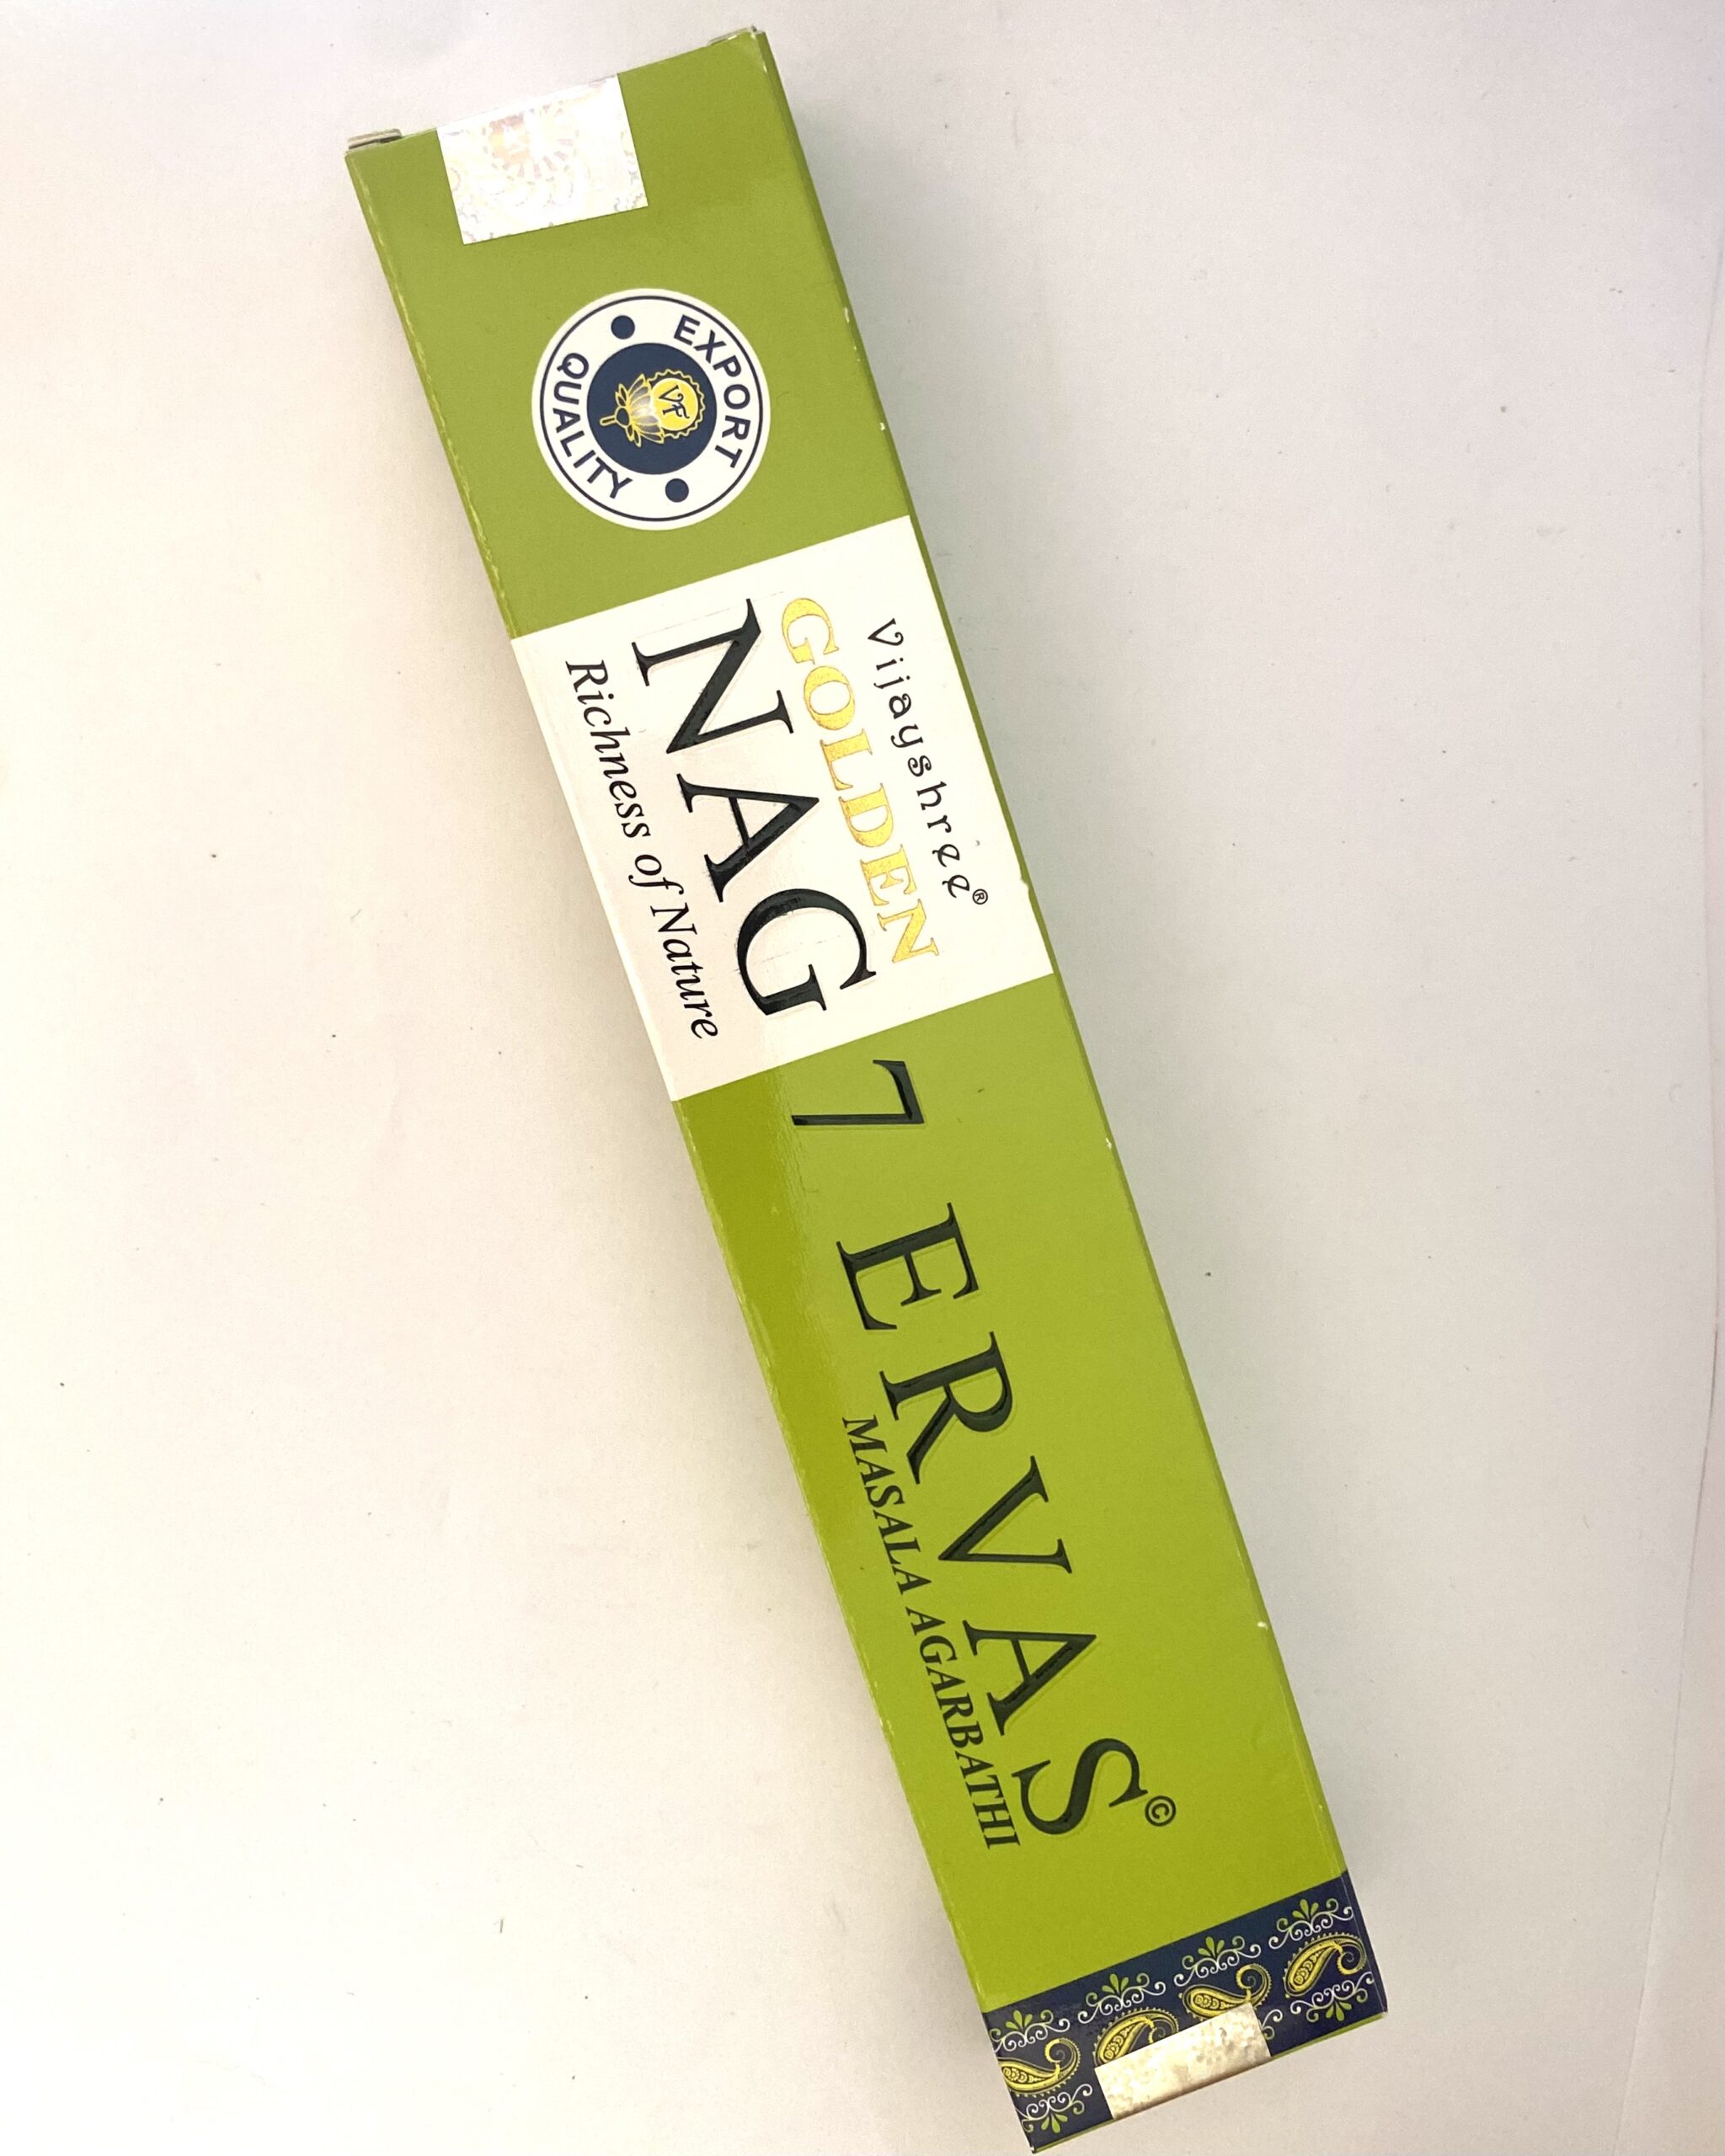 EXPORT
QUALITY
VF
Vijayshree®
GOLDEN
NAG
Richness of Nature
7 ERVAS©
MASALA AGARBATHI